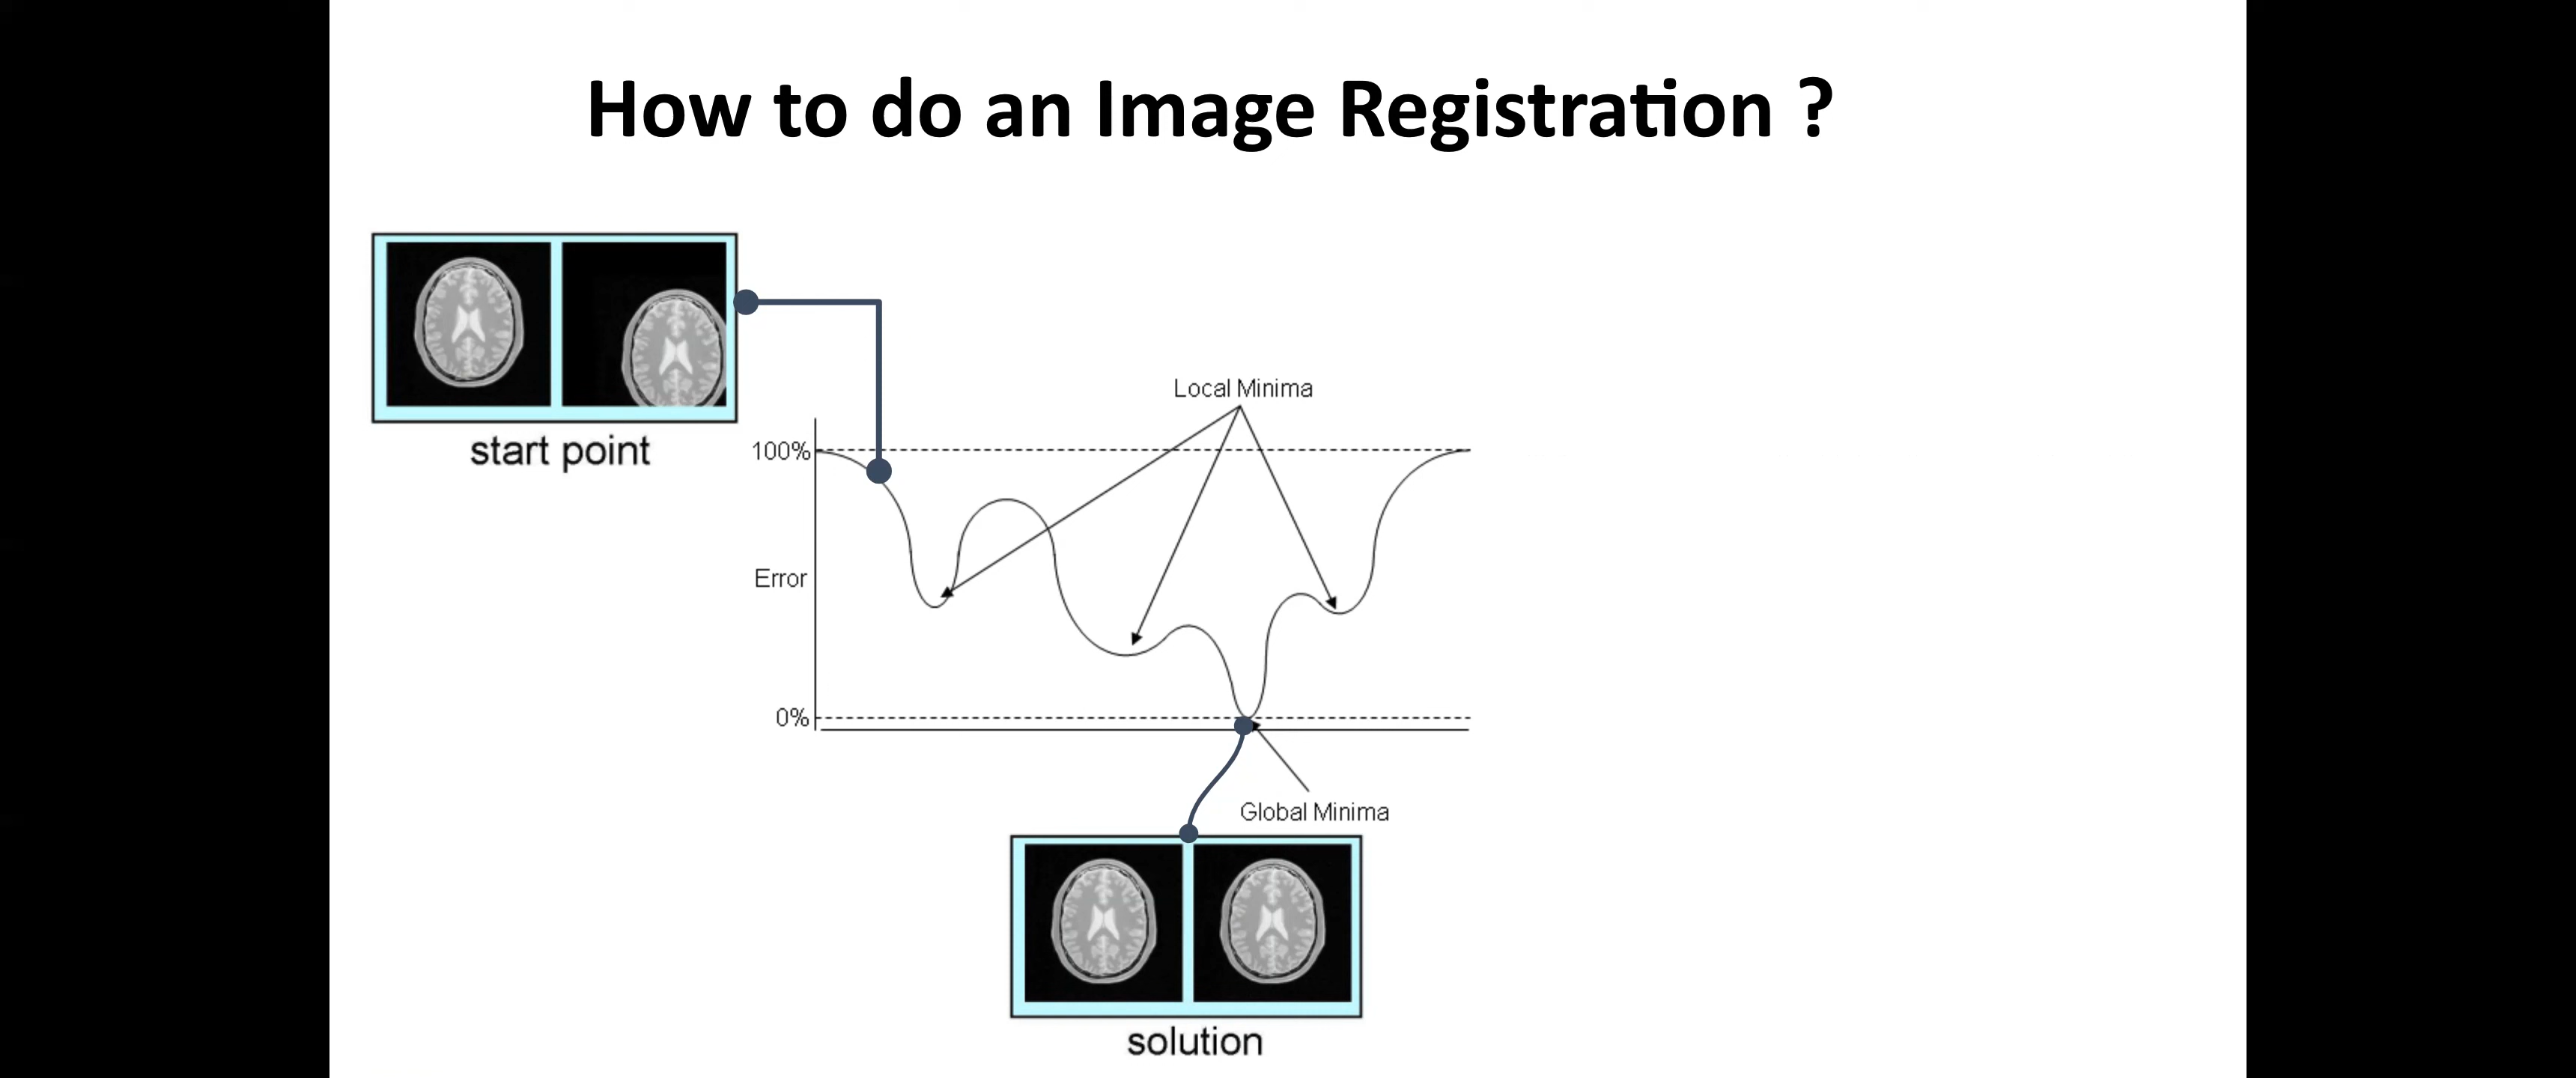 How to do an Image Registration ?
start point
Local Minima
100%
Error
0%
Global Minima
solution